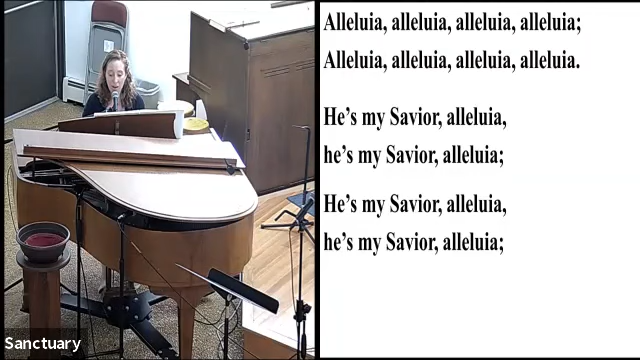 Alleluia, alleluia, alleluia, alleluia;
Alleluia, alleluia, alleluia, alleluia.
He's my Savior, alleluia,
he's my Savior, alleluia;
He's my Savior, alleluia,
he's my Savior, alleluia;
Sanctuary